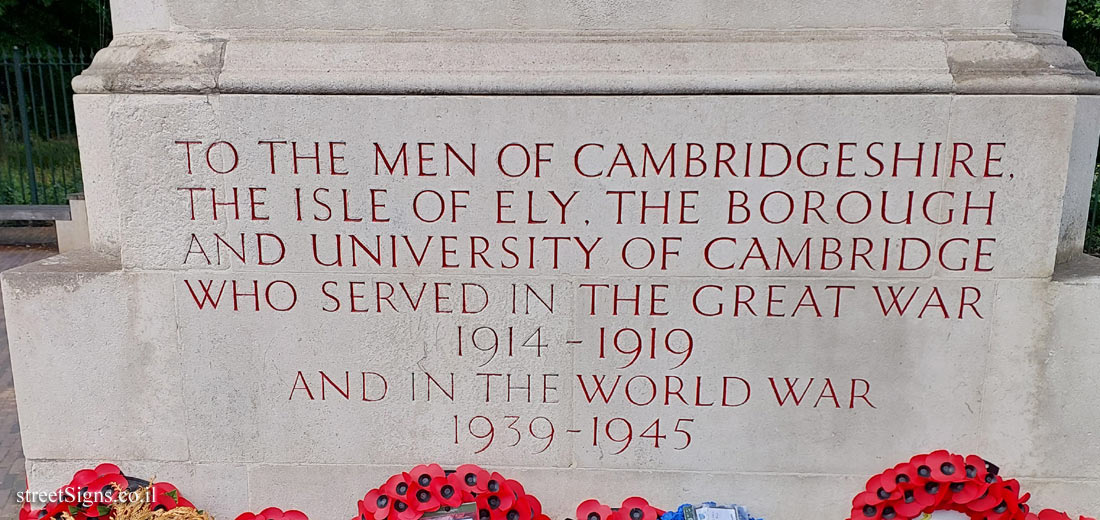 TO THE MEN OF CAMBRIDGESHIRE,
THE ISLE OF ELY, THE BOROUGH
AND UNIVERSITY OF CAMBRIDGE
WHO SERVED IN THE GREAT WAR
1914 - 1919
AND IN THE WORLD WAR
1939 - 1945
streetSigns.co.il